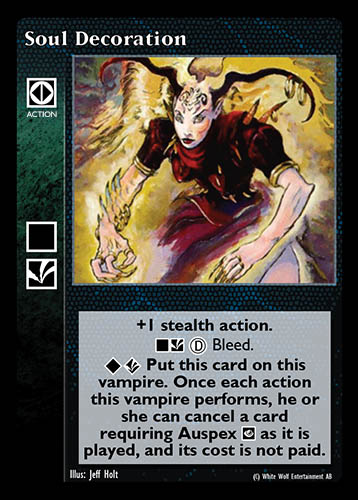 Soul Decoration
ACTION
+1 stealth action.
D Bleed.
Put this card on this
vampire. Once each action
this vampire performs, he or
she can cancel a card
requiring Auspex as it is
played, and its cost is not paid.
Illus: Jeff Holt
(C) White Wolf Entertainment AB